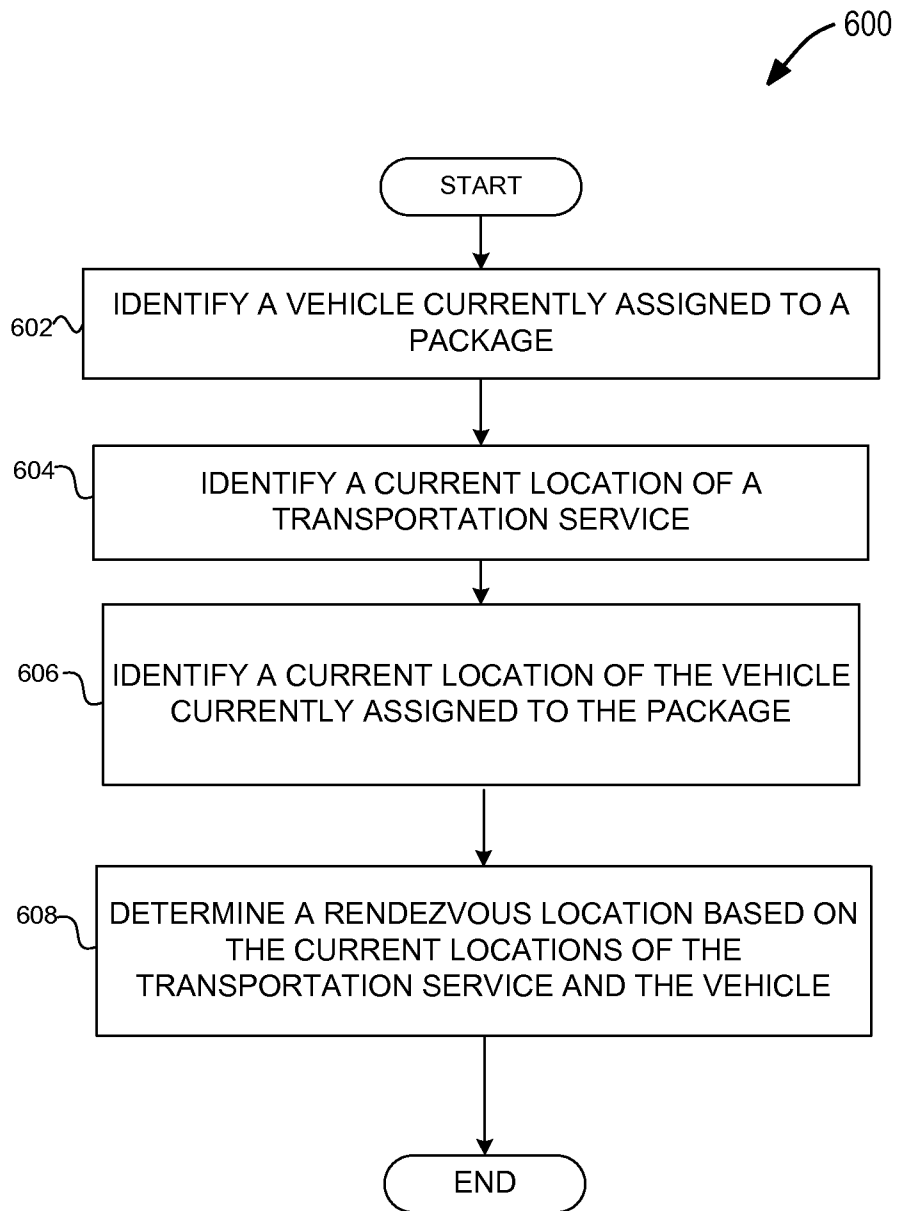 600
START
602
IDENTIFY A VEHICLE CURRENTLY ASSIGNED TO A
PACKAGE
604
IDENTIFY A CURRENT LOCATION OF A
TRANSPORTATION SERVICE
606
IDENTIFY A CURRENT LOCATION OF THE VEHICLE
CURRENTLY ASSIGNED TO THE PACKAGE
608
DETERMINE A RENDEZVOUS LOCATION BASED ON
THE CURRENT LOCATIONS OF THE
TRANSPORTATION SERVICE AND THE VEHICLE
END